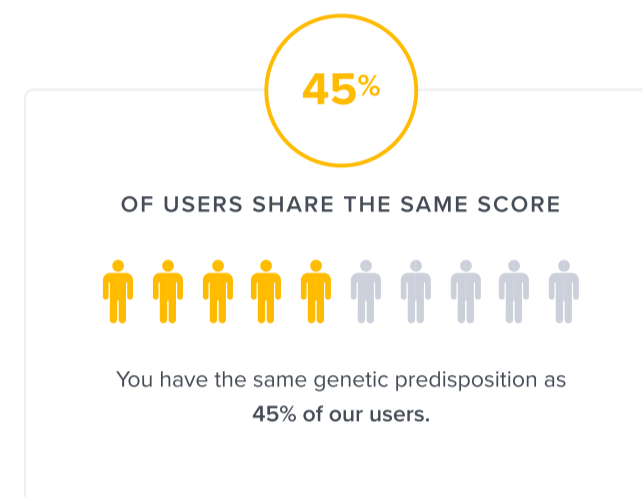 45%
OF USERS SHARE THE SAME SCORE
You have the same genetic predisposition as
45% of our users.